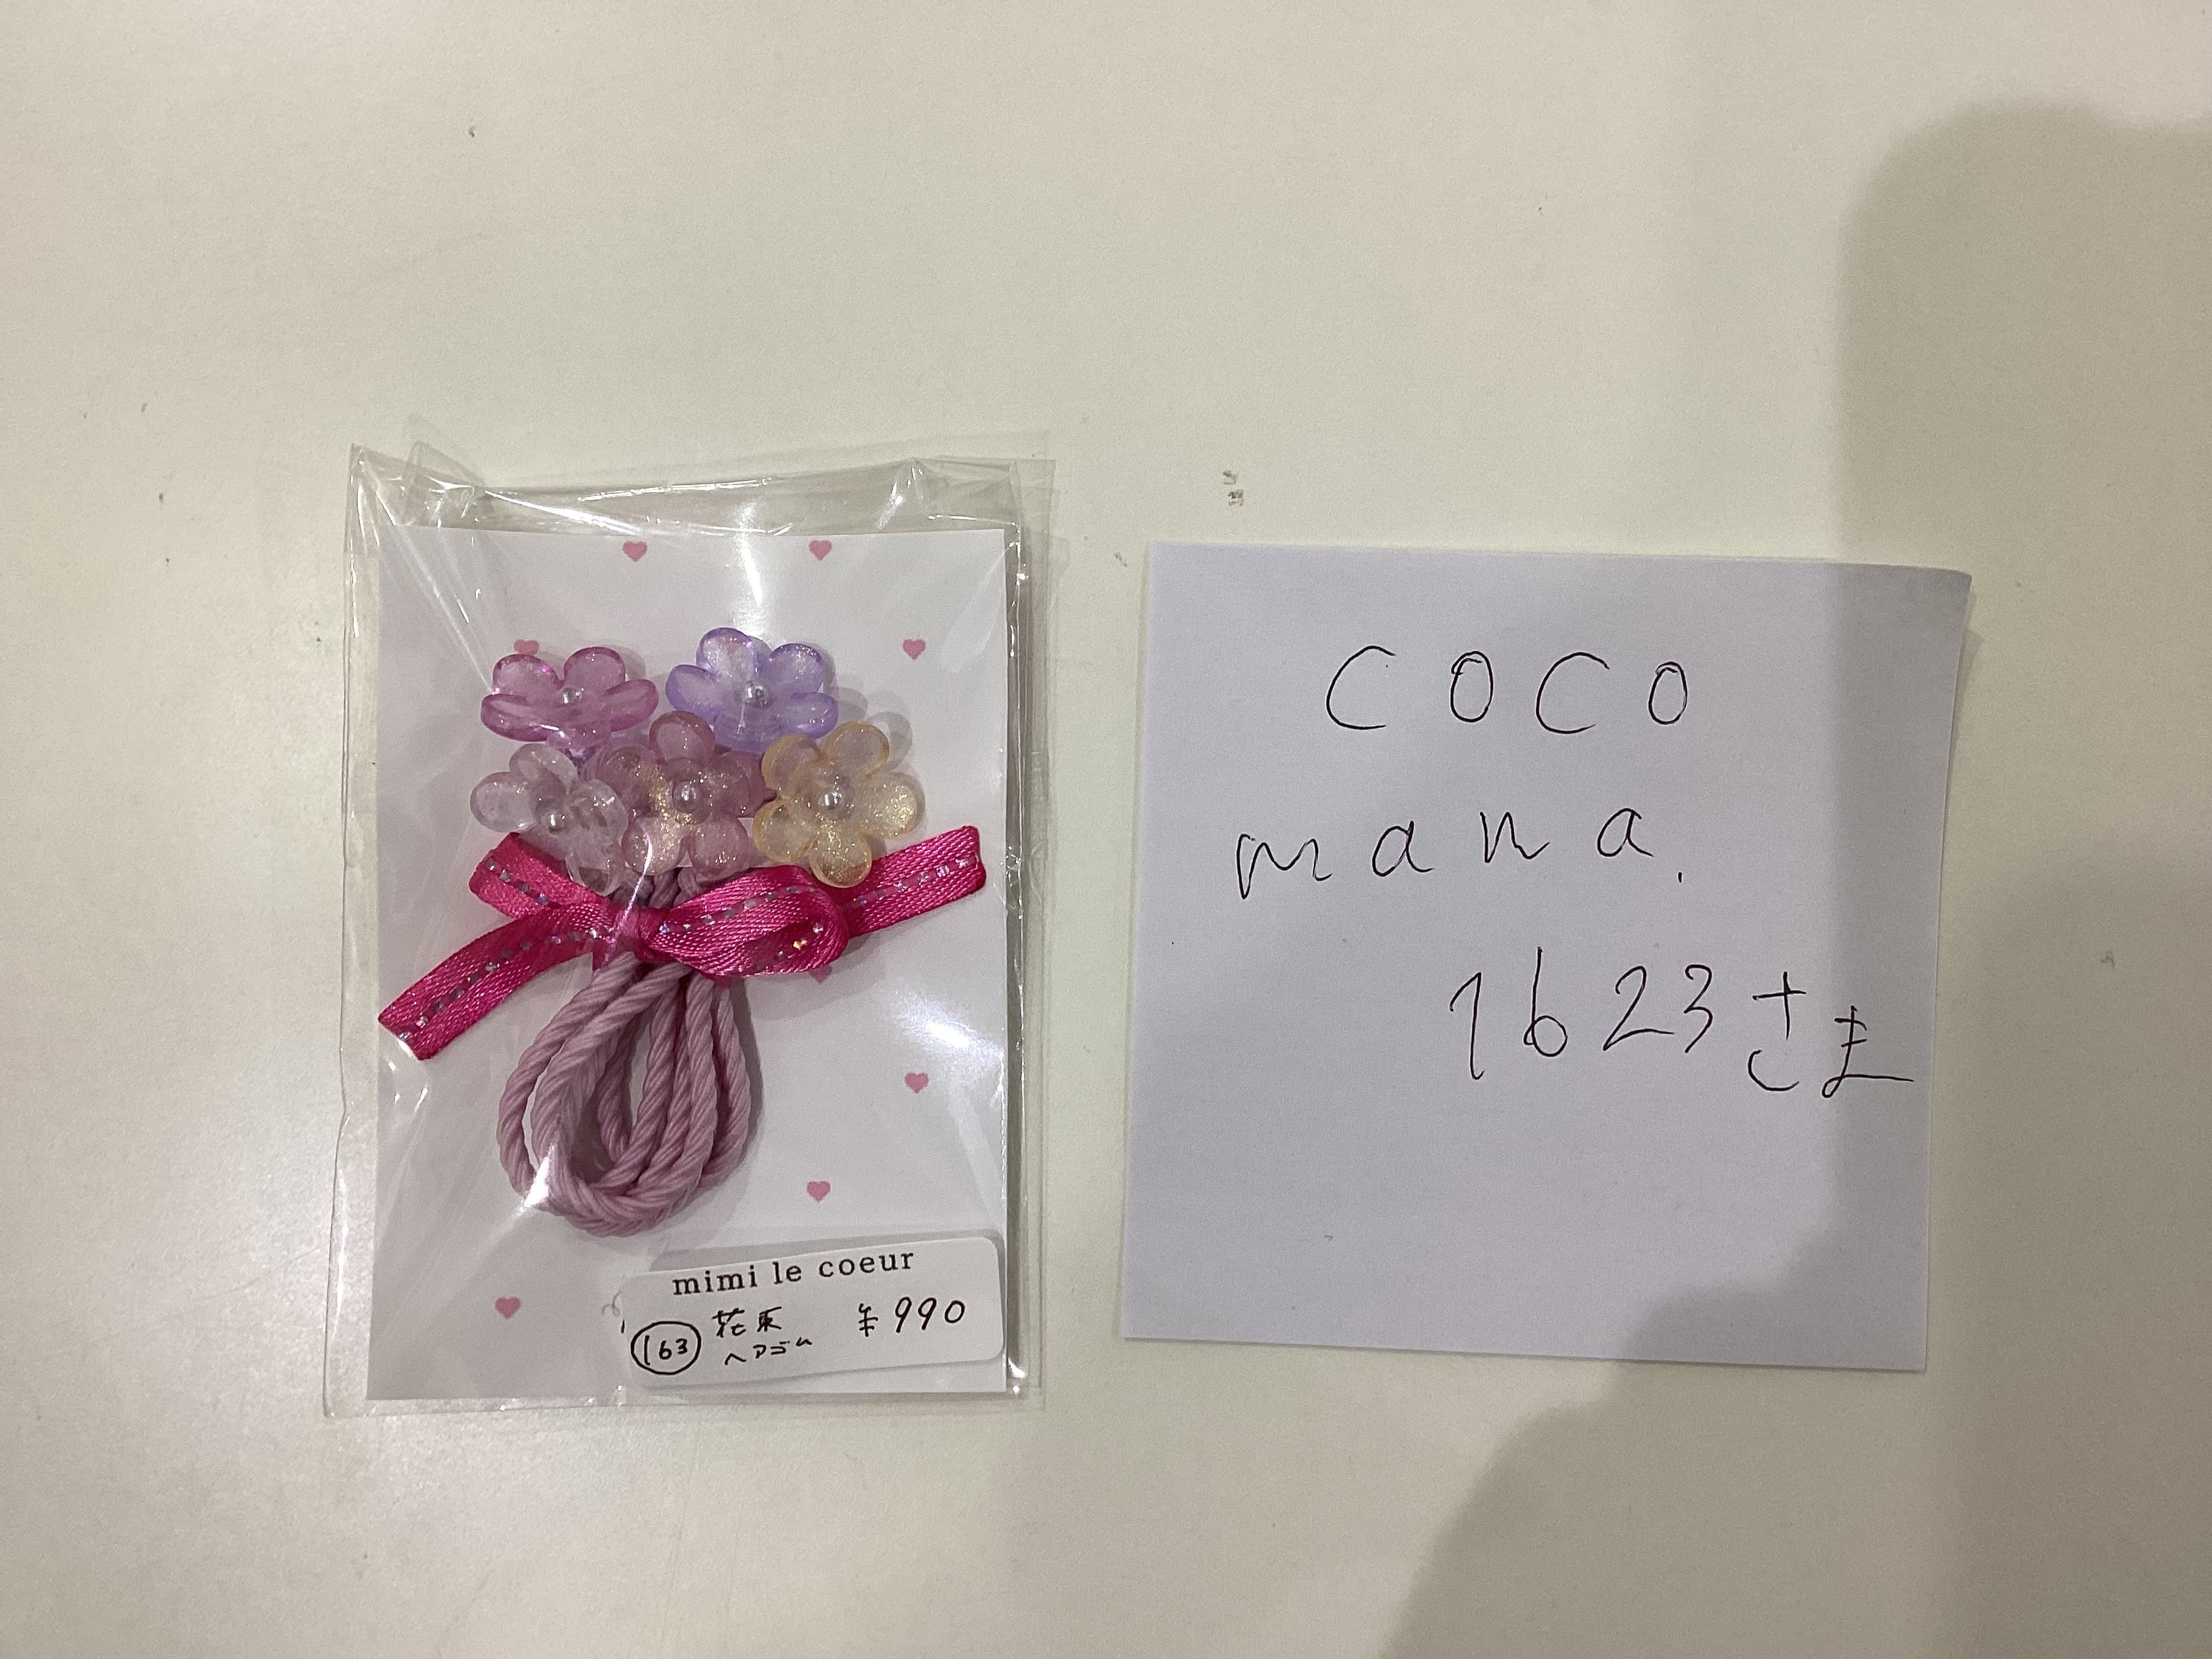 mimi le coeur
163 花束 ¥990
ヘアゴム
coco
mana.
1623さま